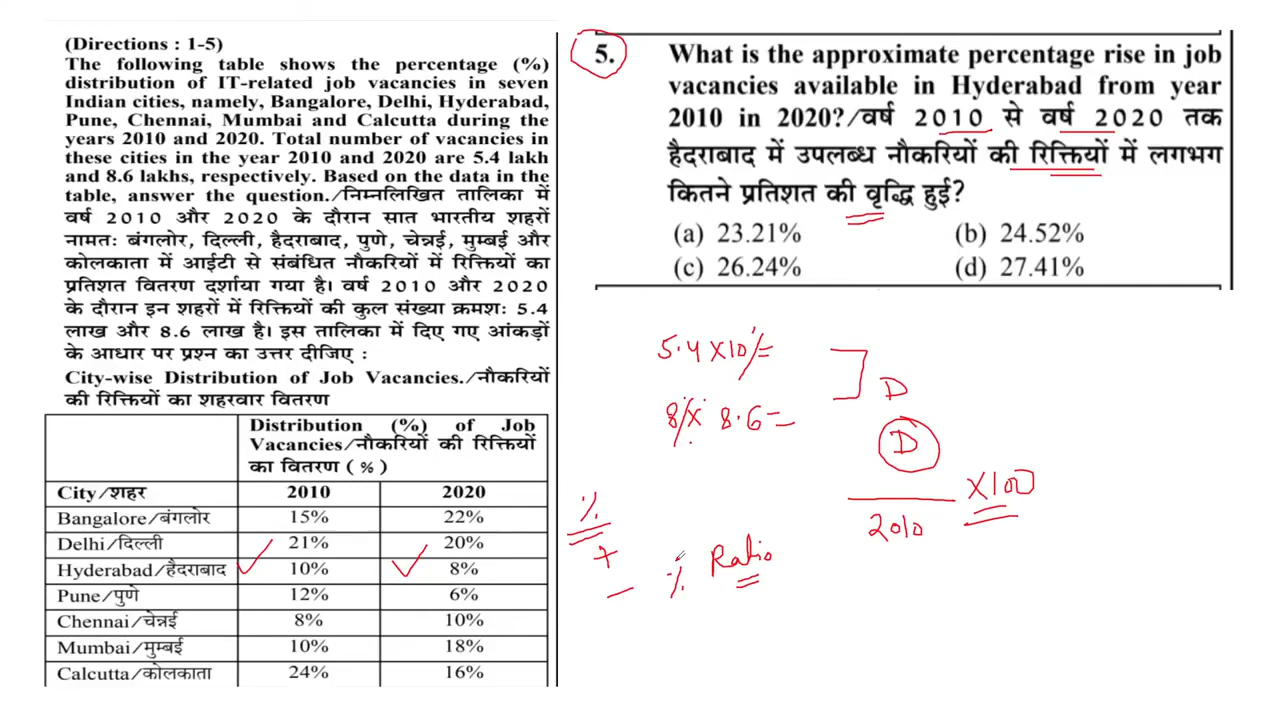 (Directions : 1-5)
The following table shows the percentage (%)
distribution of IT-related job vacancies in seven
Indian cities, namely, Bangalore, Delhi, Hyderabad,
Pune, Chennai, Mumbai and Calcutta during the
years 2010 and 2020. Total number of vacancies in
these cities in the year 2010 and 2020 are 5.4 lakh
and 8.6 lakhs, respectively. Based on the data in the
table, answer the question./निम्नलिखित तालिका में
वर्ष 2010 और 2020 के दौरान सात भारतीय शहरों
नामतः बंगलोर, दिल्ली, हैदराबाद, पुणे, चेन्नई, मुम्बई और
कोलकाता में आईटी से संबंधित नौकरियों में रिक्तियों का
प्रतिशत वितरण दर्शाया गया है। वर्ष 2010 और 2020
के दौरान इन शहरों में रिक्तियों की कुल संख्या क्रमशः 5.4
लाख और 8.6 लाख है। इस तालिका में दिए गए आंकड़ों
के आधार पर प्रश्न का उत्तर दीजिए :
City-wise Distribution of Job Vacancies./नौकरियों
की रिक्तियों का शहरवार वितरण
Distribution (%) of Job
Vacancies/नौकरियों की रिक्तियों
का वितरण (%)
City/शहर 2010 2020
Bangalore/बंगलोर 15% 22%
Delhi/दिल्ली 21% 20%
Hyderabad/हैदराबाद 10% 8%
Pune/पुणे 12% 6%
Chennai/चेन्नई 8% 10%
Mumbai/मुम्बई 10% 18%
Calcutta/कोलकाता 24% 16%
5. What is the approximate percentage rise in job
vacancies available in Hyderabad from year
2010 in 2020?/वर्ष 2010 से वर्ष 2020 तक
हैदराबाद में उपलब्ध नौकरियों की रिक्तियों में लगभग
कितने प्रतिशत की वृद्धि हुई?
(a) 23.21% (b) 24.52%
(c) 26.24% (d) 27.41%
5.4 X10/=
D
8/X 8.6=
D
X100
2010
%
+
-
% Ratio